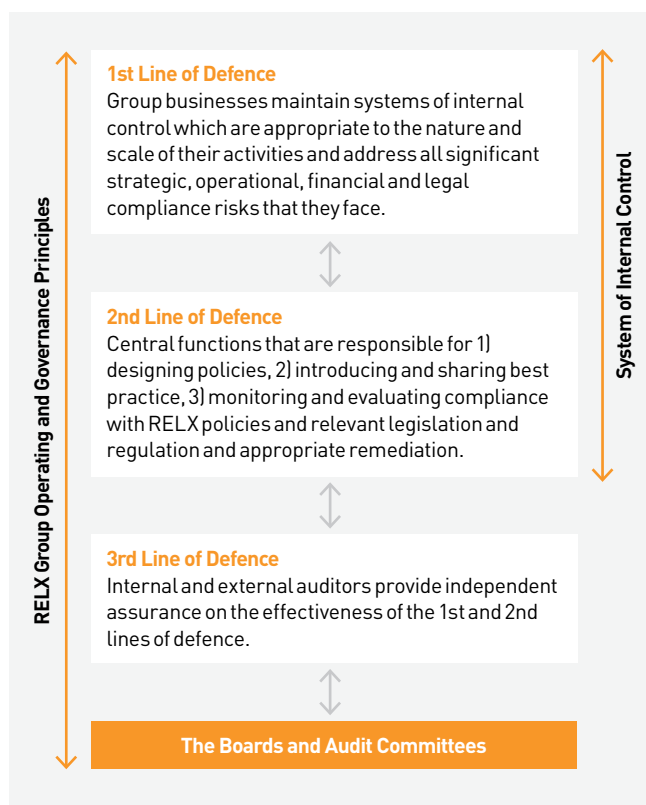 RELX Group Operating and Governance Principles
1st Line of Defence
Group businesses maintain systems of internal
control which are appropriate to the nature and
scale of their activities and address all significant
strategic, operational, financial and legal
compliance risks that they face.
2nd Line of Defence
Central functions that are responsible for 1)
designing policies, 2) introducing and sharing best
practice, 3) monitoring and evaluating compliance
with RELX policies and relevant legislation and
regulation and appropriate remediation.
System of Internal Control
3rd Line of Defence
Internal and external auditors provide independent
assurance on the effectiveness of the 1st and 2nd
lines of defence.
The Boards and Audit Committees